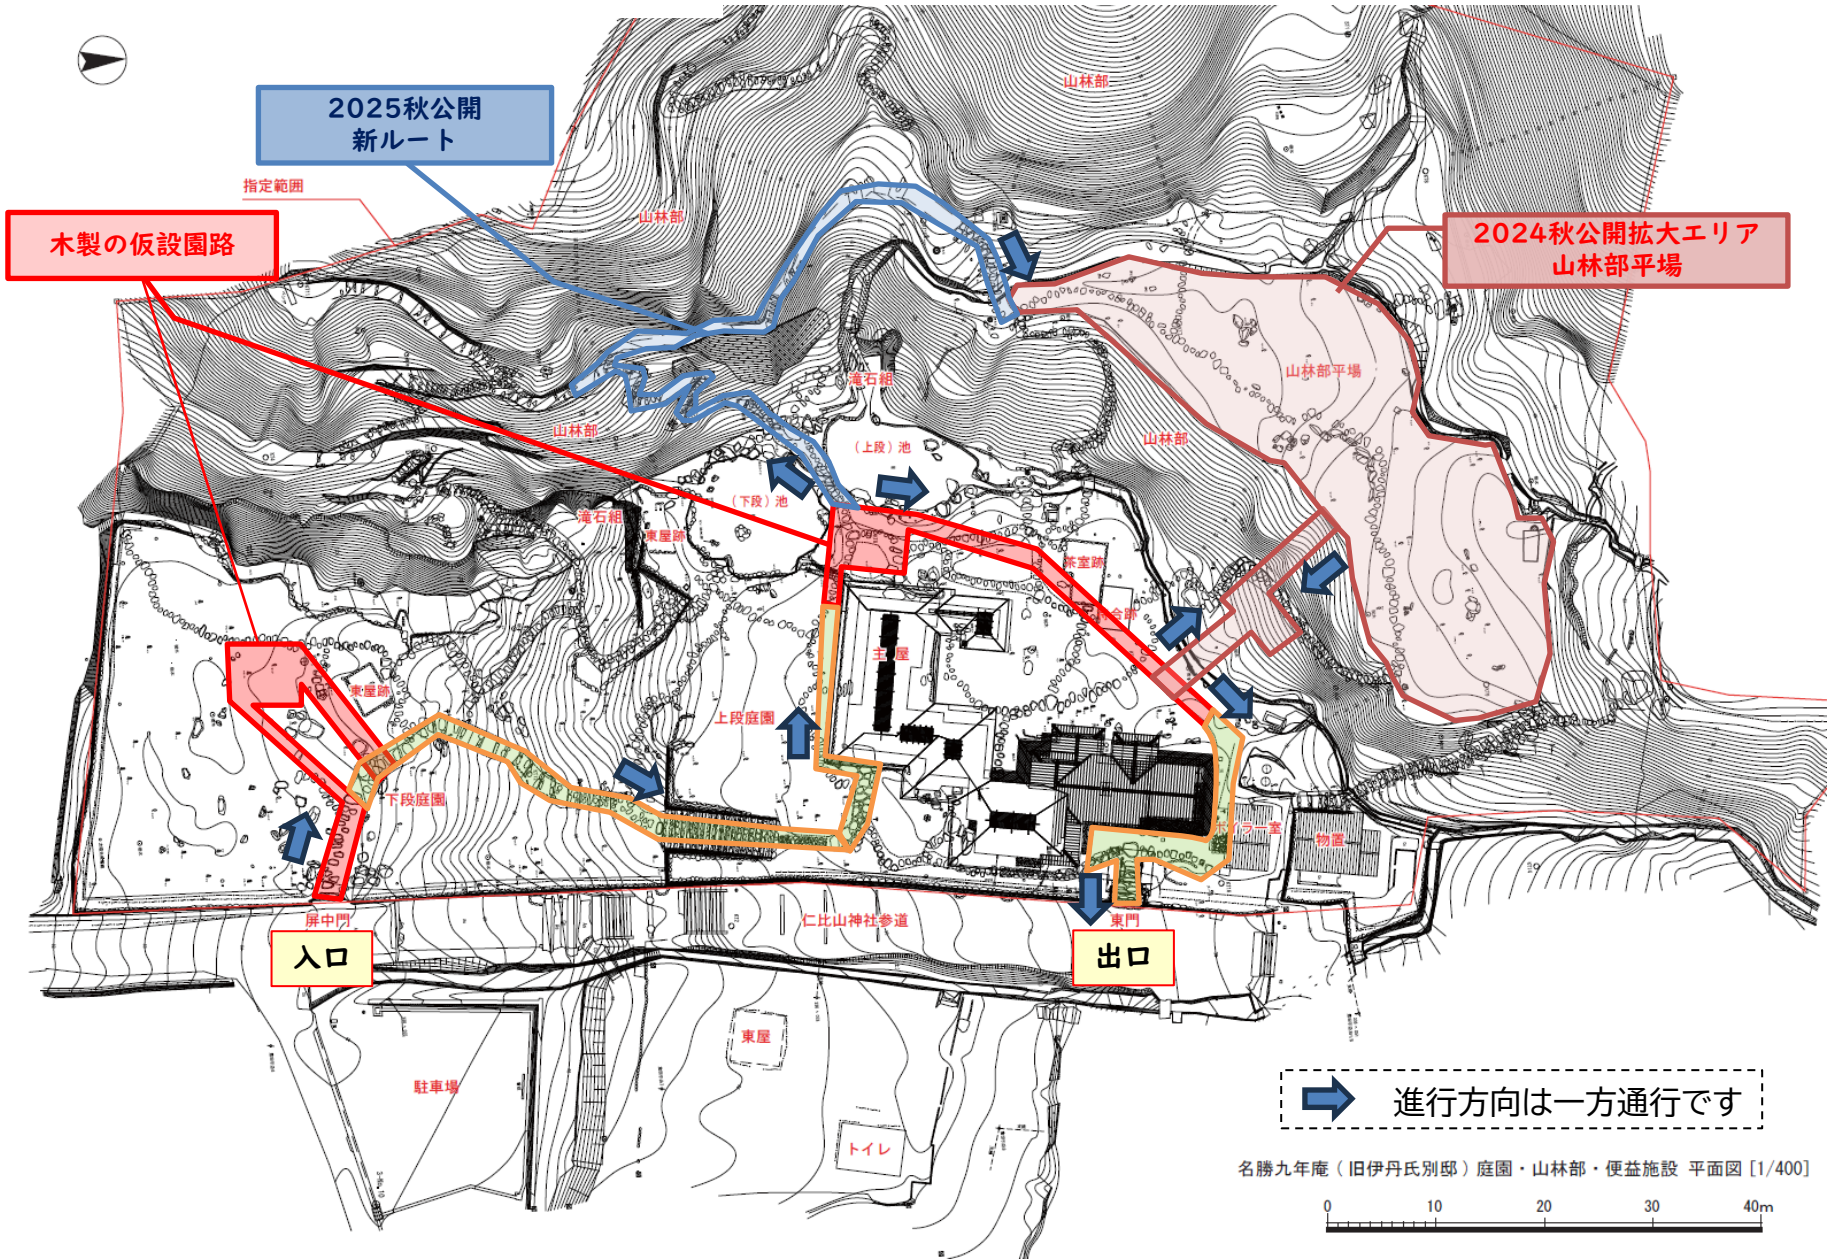 山林部
2025秋公開
新ルート
指定範囲
山林部
木製の仮設園路
2024秋公開拡大エリア
山林部平場
山林部平場
滝石組
山林部
山林部
(上段)池
(下段)池
滝石組
東屋跡
茶室跡
主屋
東屋跡
上段庭園
下段庭園
ボイラー室
物置
屏中門
仁比山神社参道
東門
入口
出口
東屋
駐車場
トイレ
進行方向は一方通行です
名勝九年庵(旧伊丹氏別邸)庭園・山林部・便益施設 平面図 [1/400]
0 10 20 30 40m